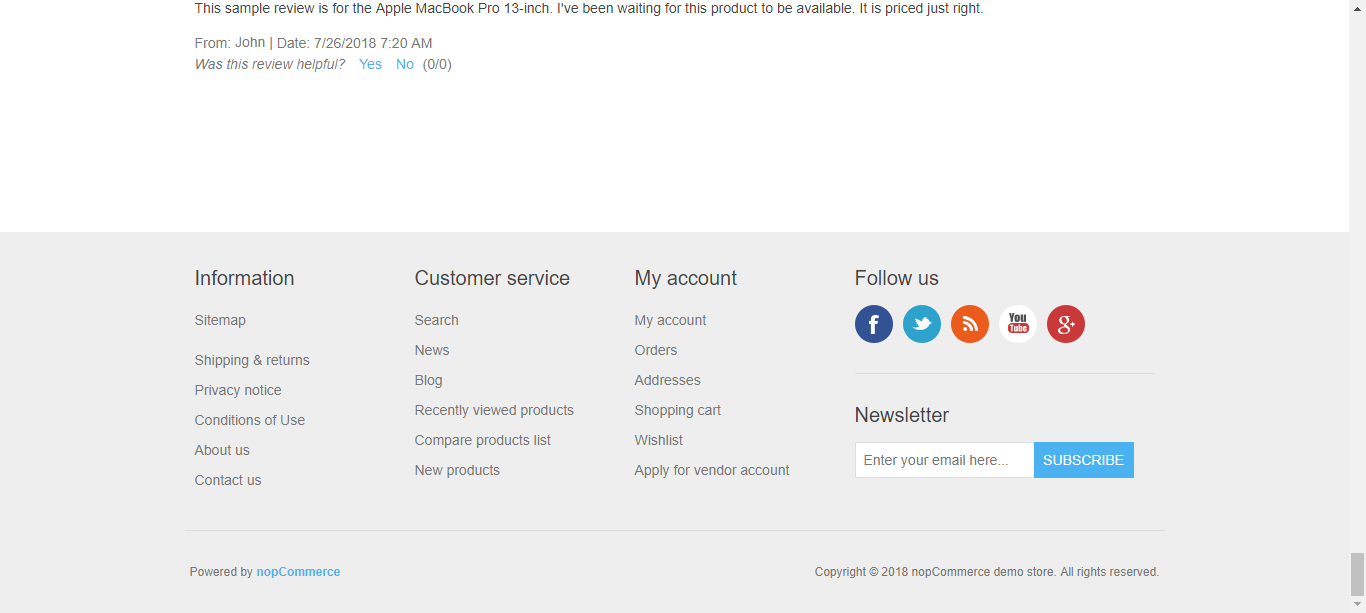 This sample review is for the Apple MacBook Pro 13-inch. I've been waiting for this product to be available. It is priced just right.
From: John | Date: 7/26/2018 7:20 AM
Was this review helpful? Yes No (0/0)
Information
Sitemap
Shipping & returns
Privacy notice
Conditions of Use
About us
Contact us
Customer service
Search
News
Blog
Recently viewed products
Compare products list
New products
My account
My account
Orders
Addresses
Shopping cart
Wishlist
Apply for vendor account
Follow us
f
You
Tube
g+
Newsletter
Enter your email here... SUBSCRIBE
Powered by nopCommerce
Copyright © 2018 nopCommerce demo store. All rights reserved.